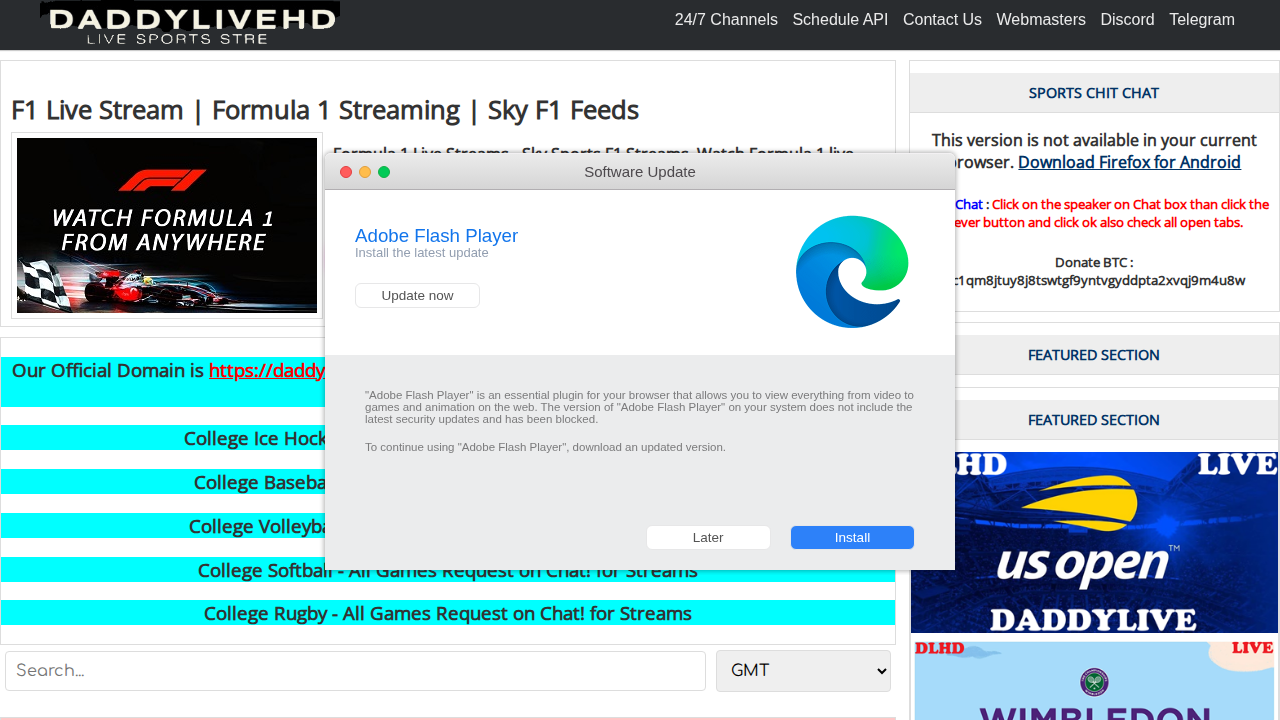 DADDYLIVEHD
LIVE SPORTS STRE
24/7 Channels Schedule API Contact Us Webmasters Discord Telegram
F1 Live Stream | Formula 1 Streaming | Sky F1 Feeds
WATCH FORMULA 1
FROM ANYWHERE
Formula 1 Live Streams - Sky Sports F1 Streams, Watch Formula 1 live
Software Update
Adobe Flash Player
Install the latest update
Update now
"Adobe Flash Player" is an essential plugin for your browser that allows you to view everything from video to
games and animation on the web. The version of "Adobe Flash Player" on your system does not include the
latest security updates and has been blocked.
To continue using "Adobe Flash Player", download an updated version.
Later
Install
Our Official Domain is https://daddy
College Ice Hock
College Baseba
College Volleyba
College Softball - All Games Request on Chat! for Streams
College Rugby - All Games Request on Chat! for Streams
Search...
GMT
SPORTS CHIT CHAT
This version is not available in your current
browser. Download Firefox for Android
Chat : Click on the speaker on Chat box than click the
ever button and click ok also check all open tabs.
Donate BTC :
c1qm8jtuy8j8tswtgf9yntvgyddpta2xvqj9m4u8w
FEATURED SECTION
FEATURED SECTION
DLHD LIVE
us open
TM
DADDYLIVE
DLHD LIVE
WIMBLEDON